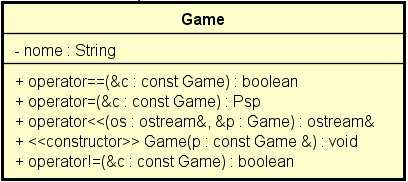 Game
- nome : String
+ operator==(&c : const Game) : boolean
+ operator=(&c : const Game) : Psp
+ operator<<(os : ostream&, &p : Game) : ostream&
+ <<constructor>> Game(p : const Game &) : void
+ operator!=(&c : const Game) : boolean